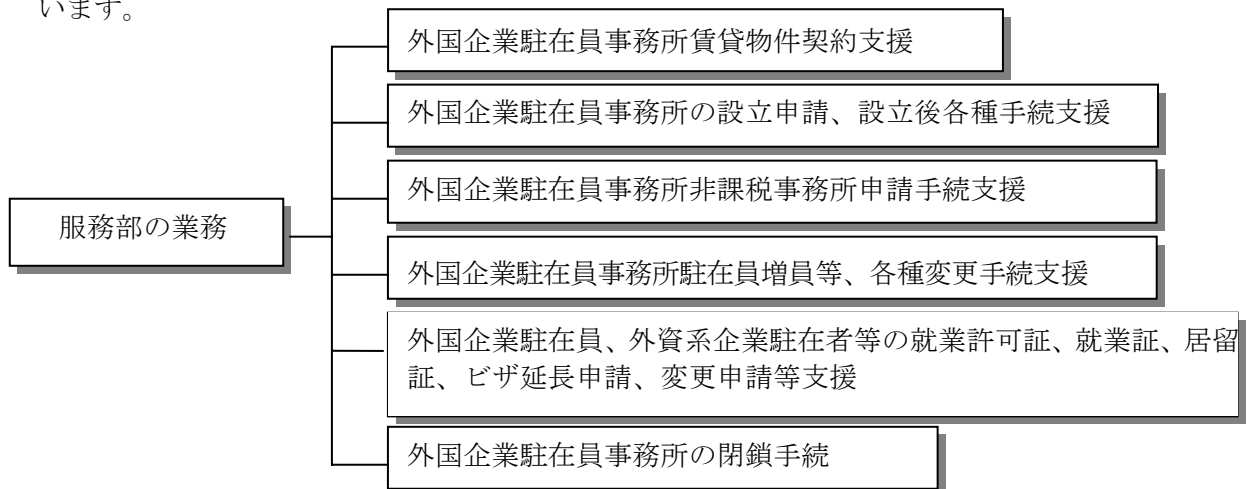 います。
外国企業駐在員事務所賃貸物件契約支援
外国企業駐在員事務所の設立申請、設立後各種手続支援
外国企業駐在員事務所非課税事務所申請手続支援
服務部の業務
外国企業駐在員事務所駐在員増員等、各種変更手続支援
外国企業駐在員、外資系企業駐在者等の就業許可証、就業証、居留
証、ビザ延長申請、変更申請等支援
外国企業駐在員事務所の閉鎖手続